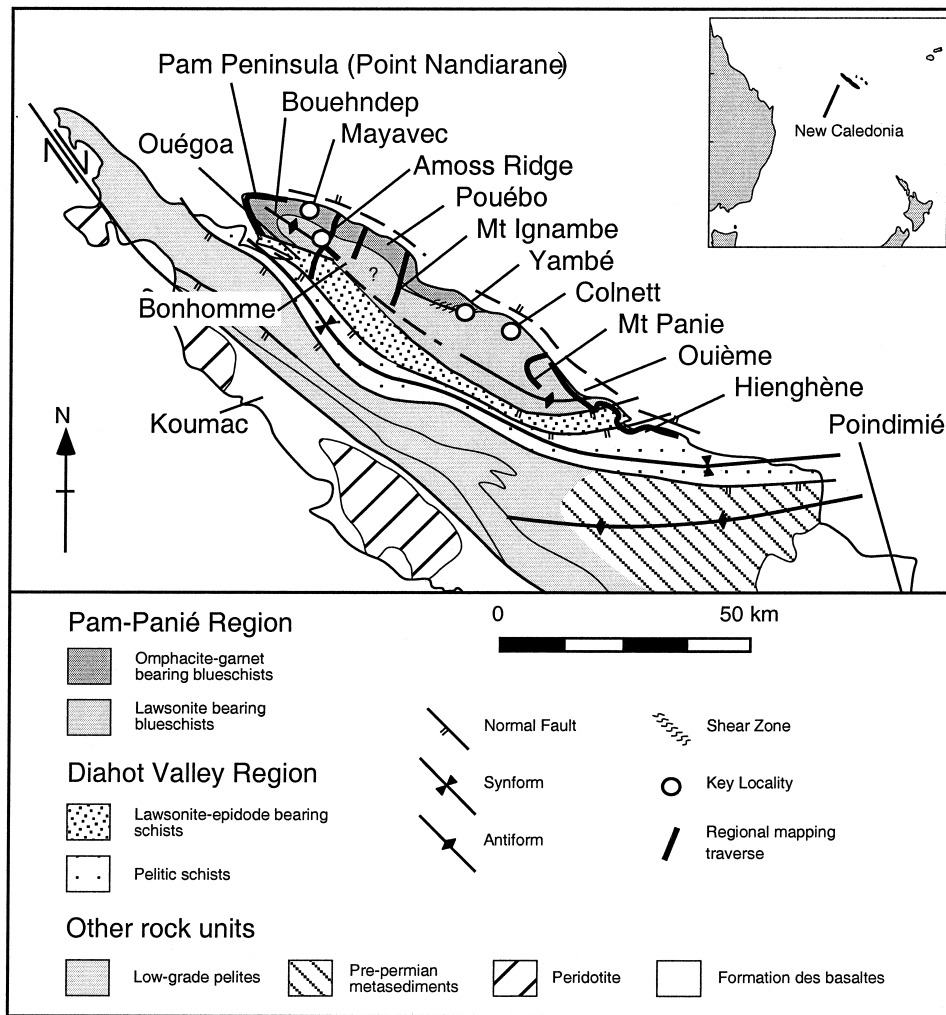 Pam Peninsula (Point Nandiarane)
Bouehndep
Mayavec
Ouégoa
Amoss Ridge
Pouébo
Mt Ignambe
Yambé
Bonhomme
Colnett
Mt Panie
Ouième
Hienghène
Koumac
Poindimié
New Caledonia
N
?
0 50 km
Pam-Panié Region
Omphacite-garnet
bearing blueschists
Lawsonite bearing
blueschists
Diahot Valley Region
Lawsonite-epidode bearing
schists
Pelitic schists
Normal Fault
Synform
Antiform
Shear Zone
Key Locality
Regional mapping
traverse
Other rock units
Low-grade pelites
Pre-permian
metasediments
Peridotite
Formation des basaltes